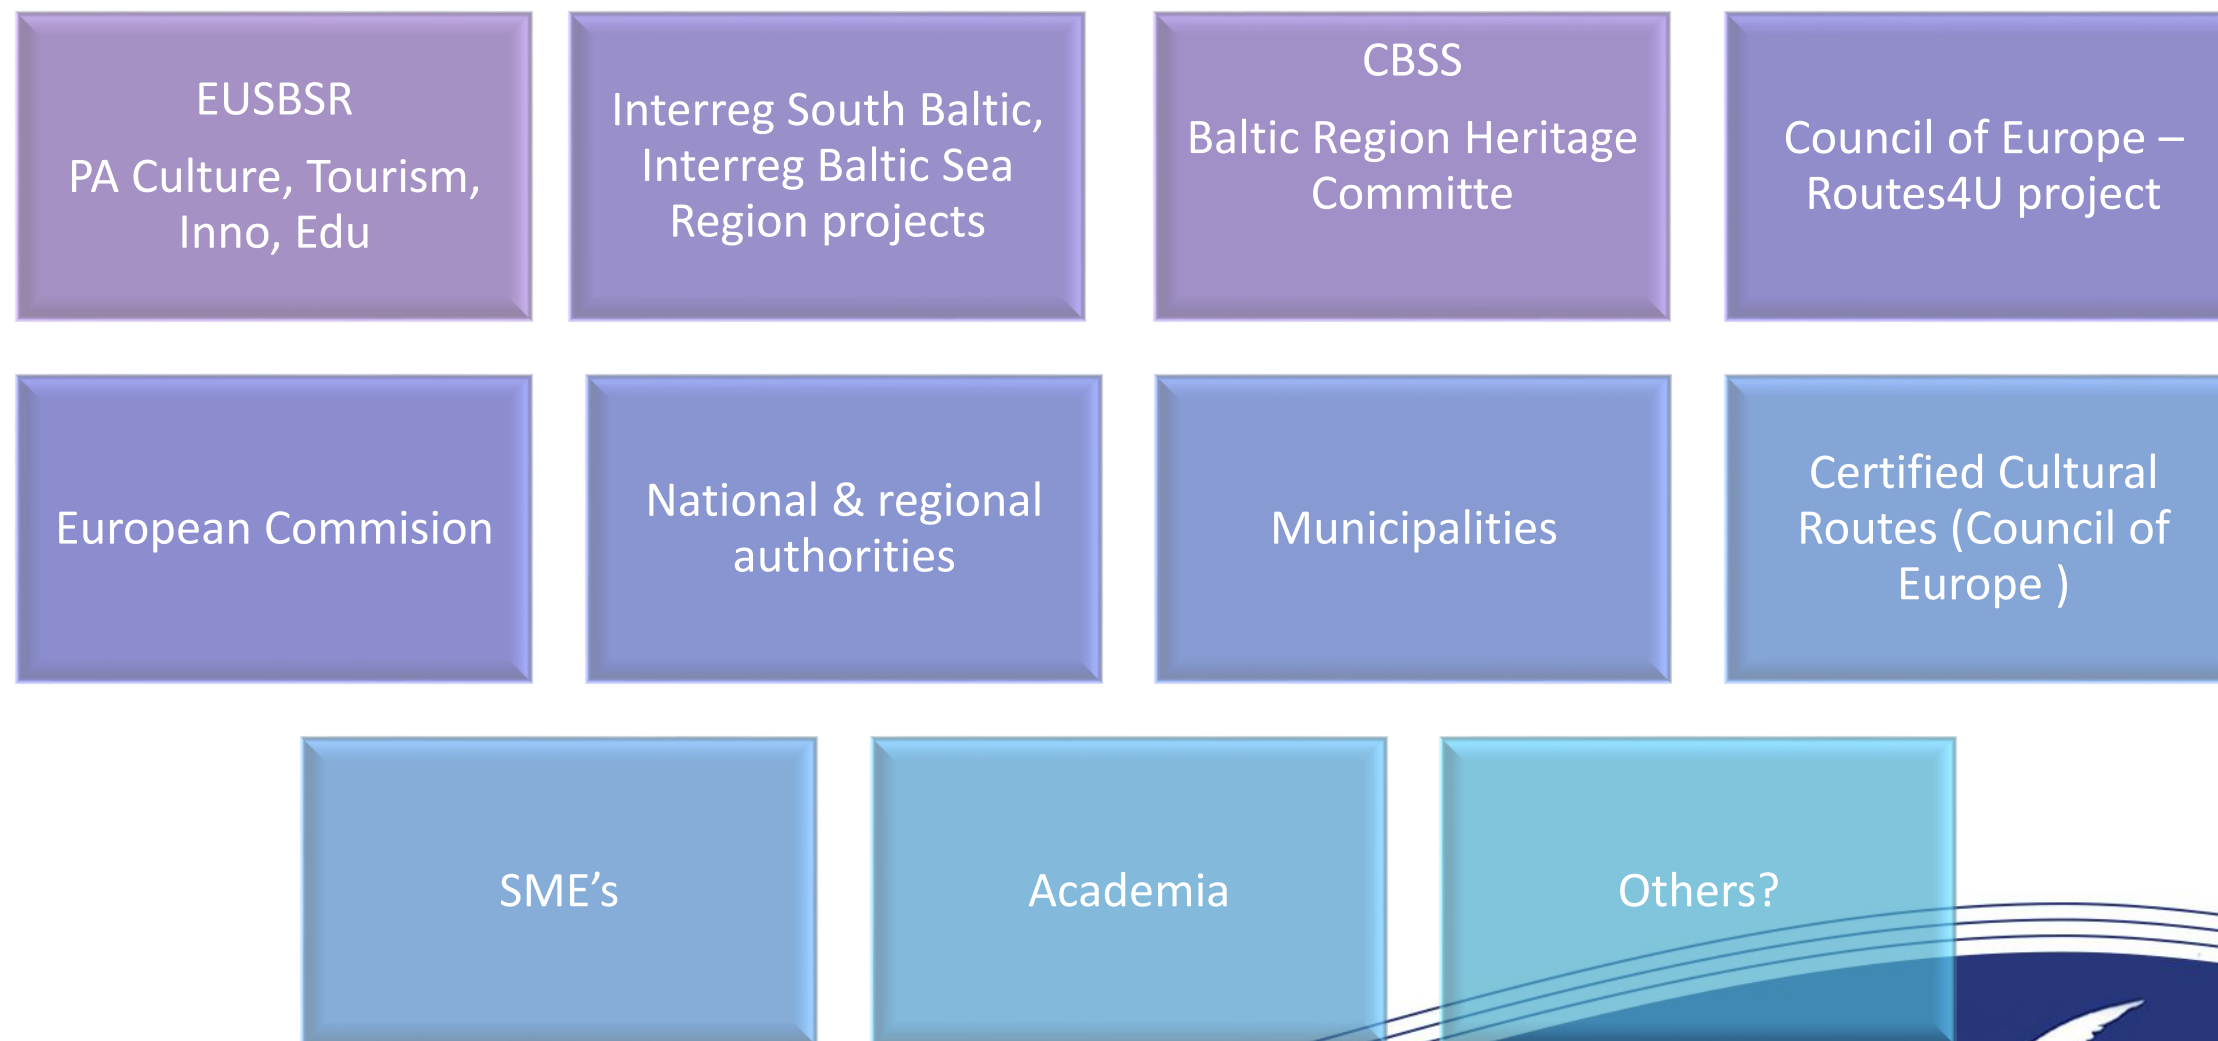 EUSBSR
PA Culture, Tourism,
Inno, Edu
Interreg South Baltic,
Interreg Baltic Sea
Region projects
CBSS
Baltic Region Heritage
Committe
Council of Europe –
Routes4U project
European Commision
National & regional
authorities
Municipalities
Certified Cultural
Routes (Council of
Europe )
SME’s
Academia
Others?